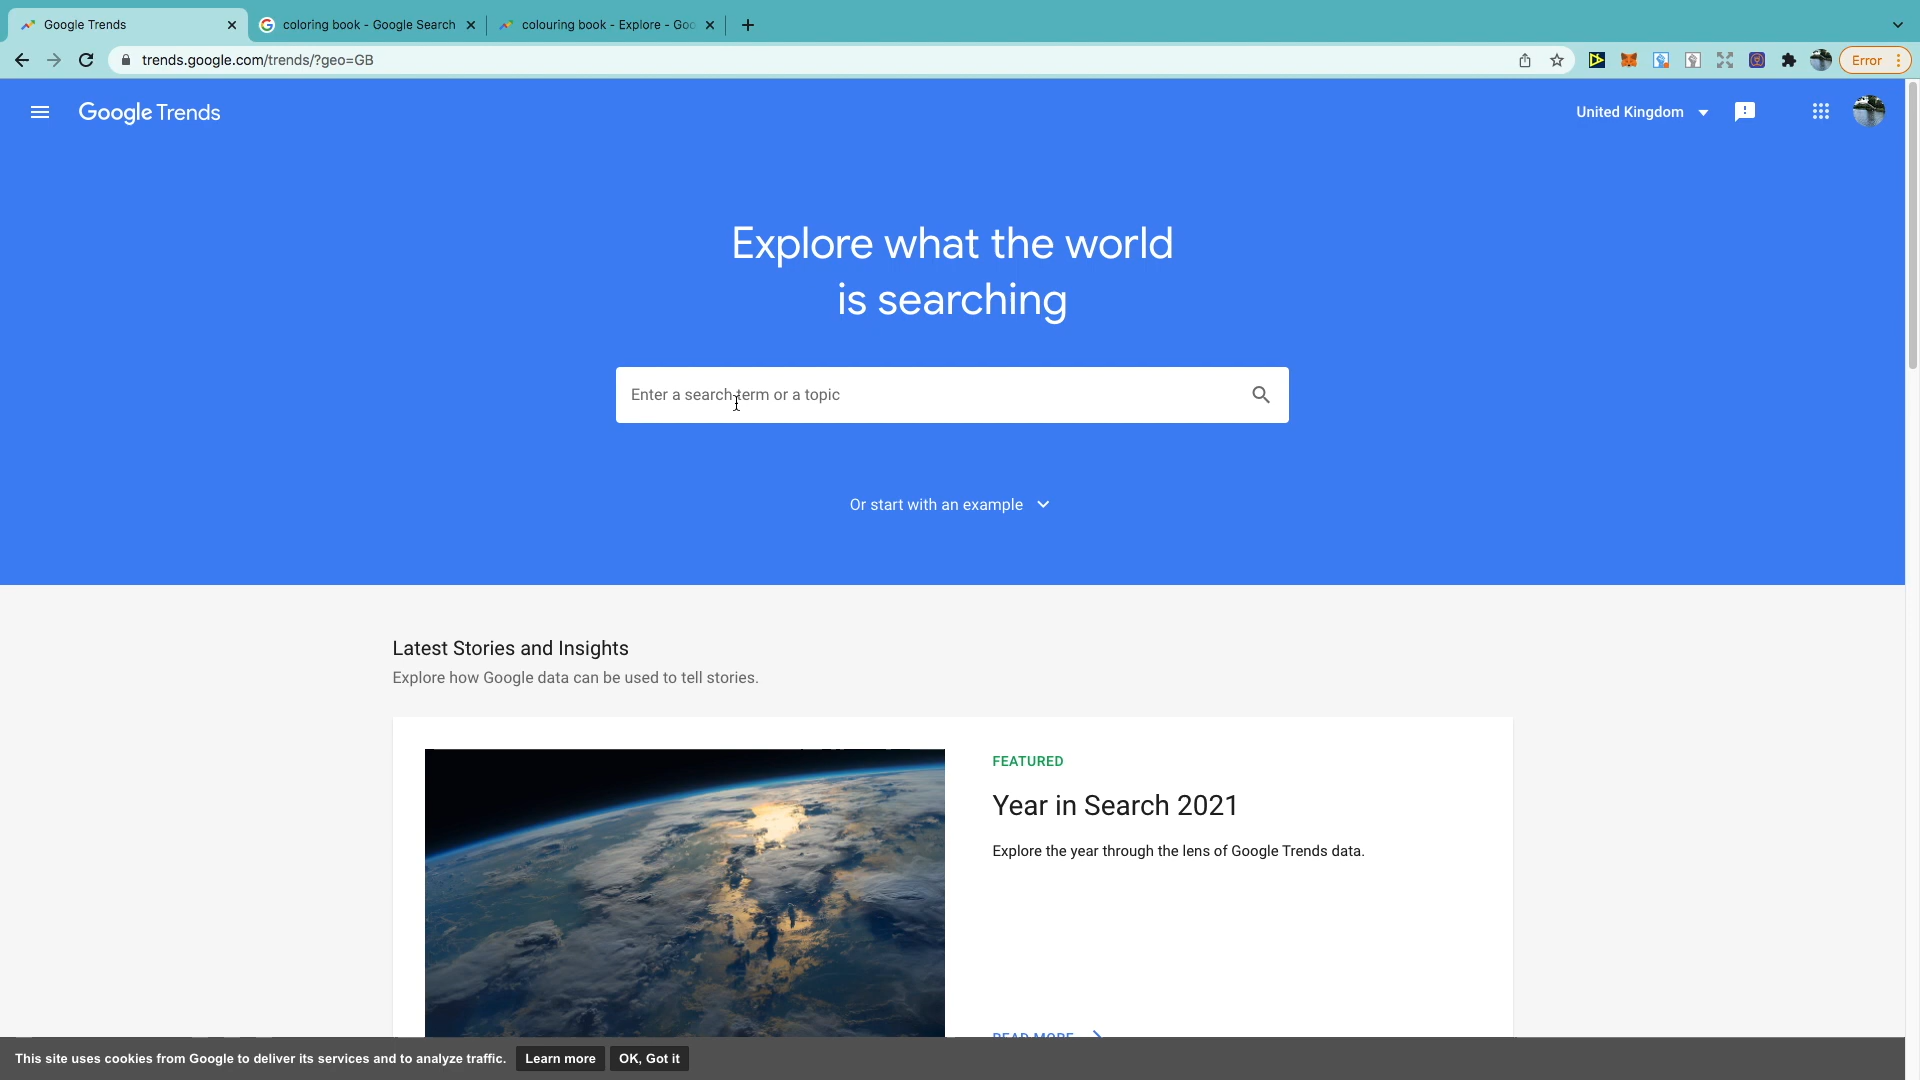 Google Trends
coloring book - Google Search
colouring book - Explore - Goo
trends.google.com/trends/?geo=GB
Error
Google Trends
United Kingdom
Explore what the world
is searching
Enter a search term or a topic
Or start with an example
Latest Stories and Insights
Explore how Google data can be used to tell stories.
FEATURED
Year in Search 2021
Explore the year through the lens of Google Trends data.
READ MORE
This site uses cookies from Google to deliver its services and to analyze traffic. Learn more OK, Got it